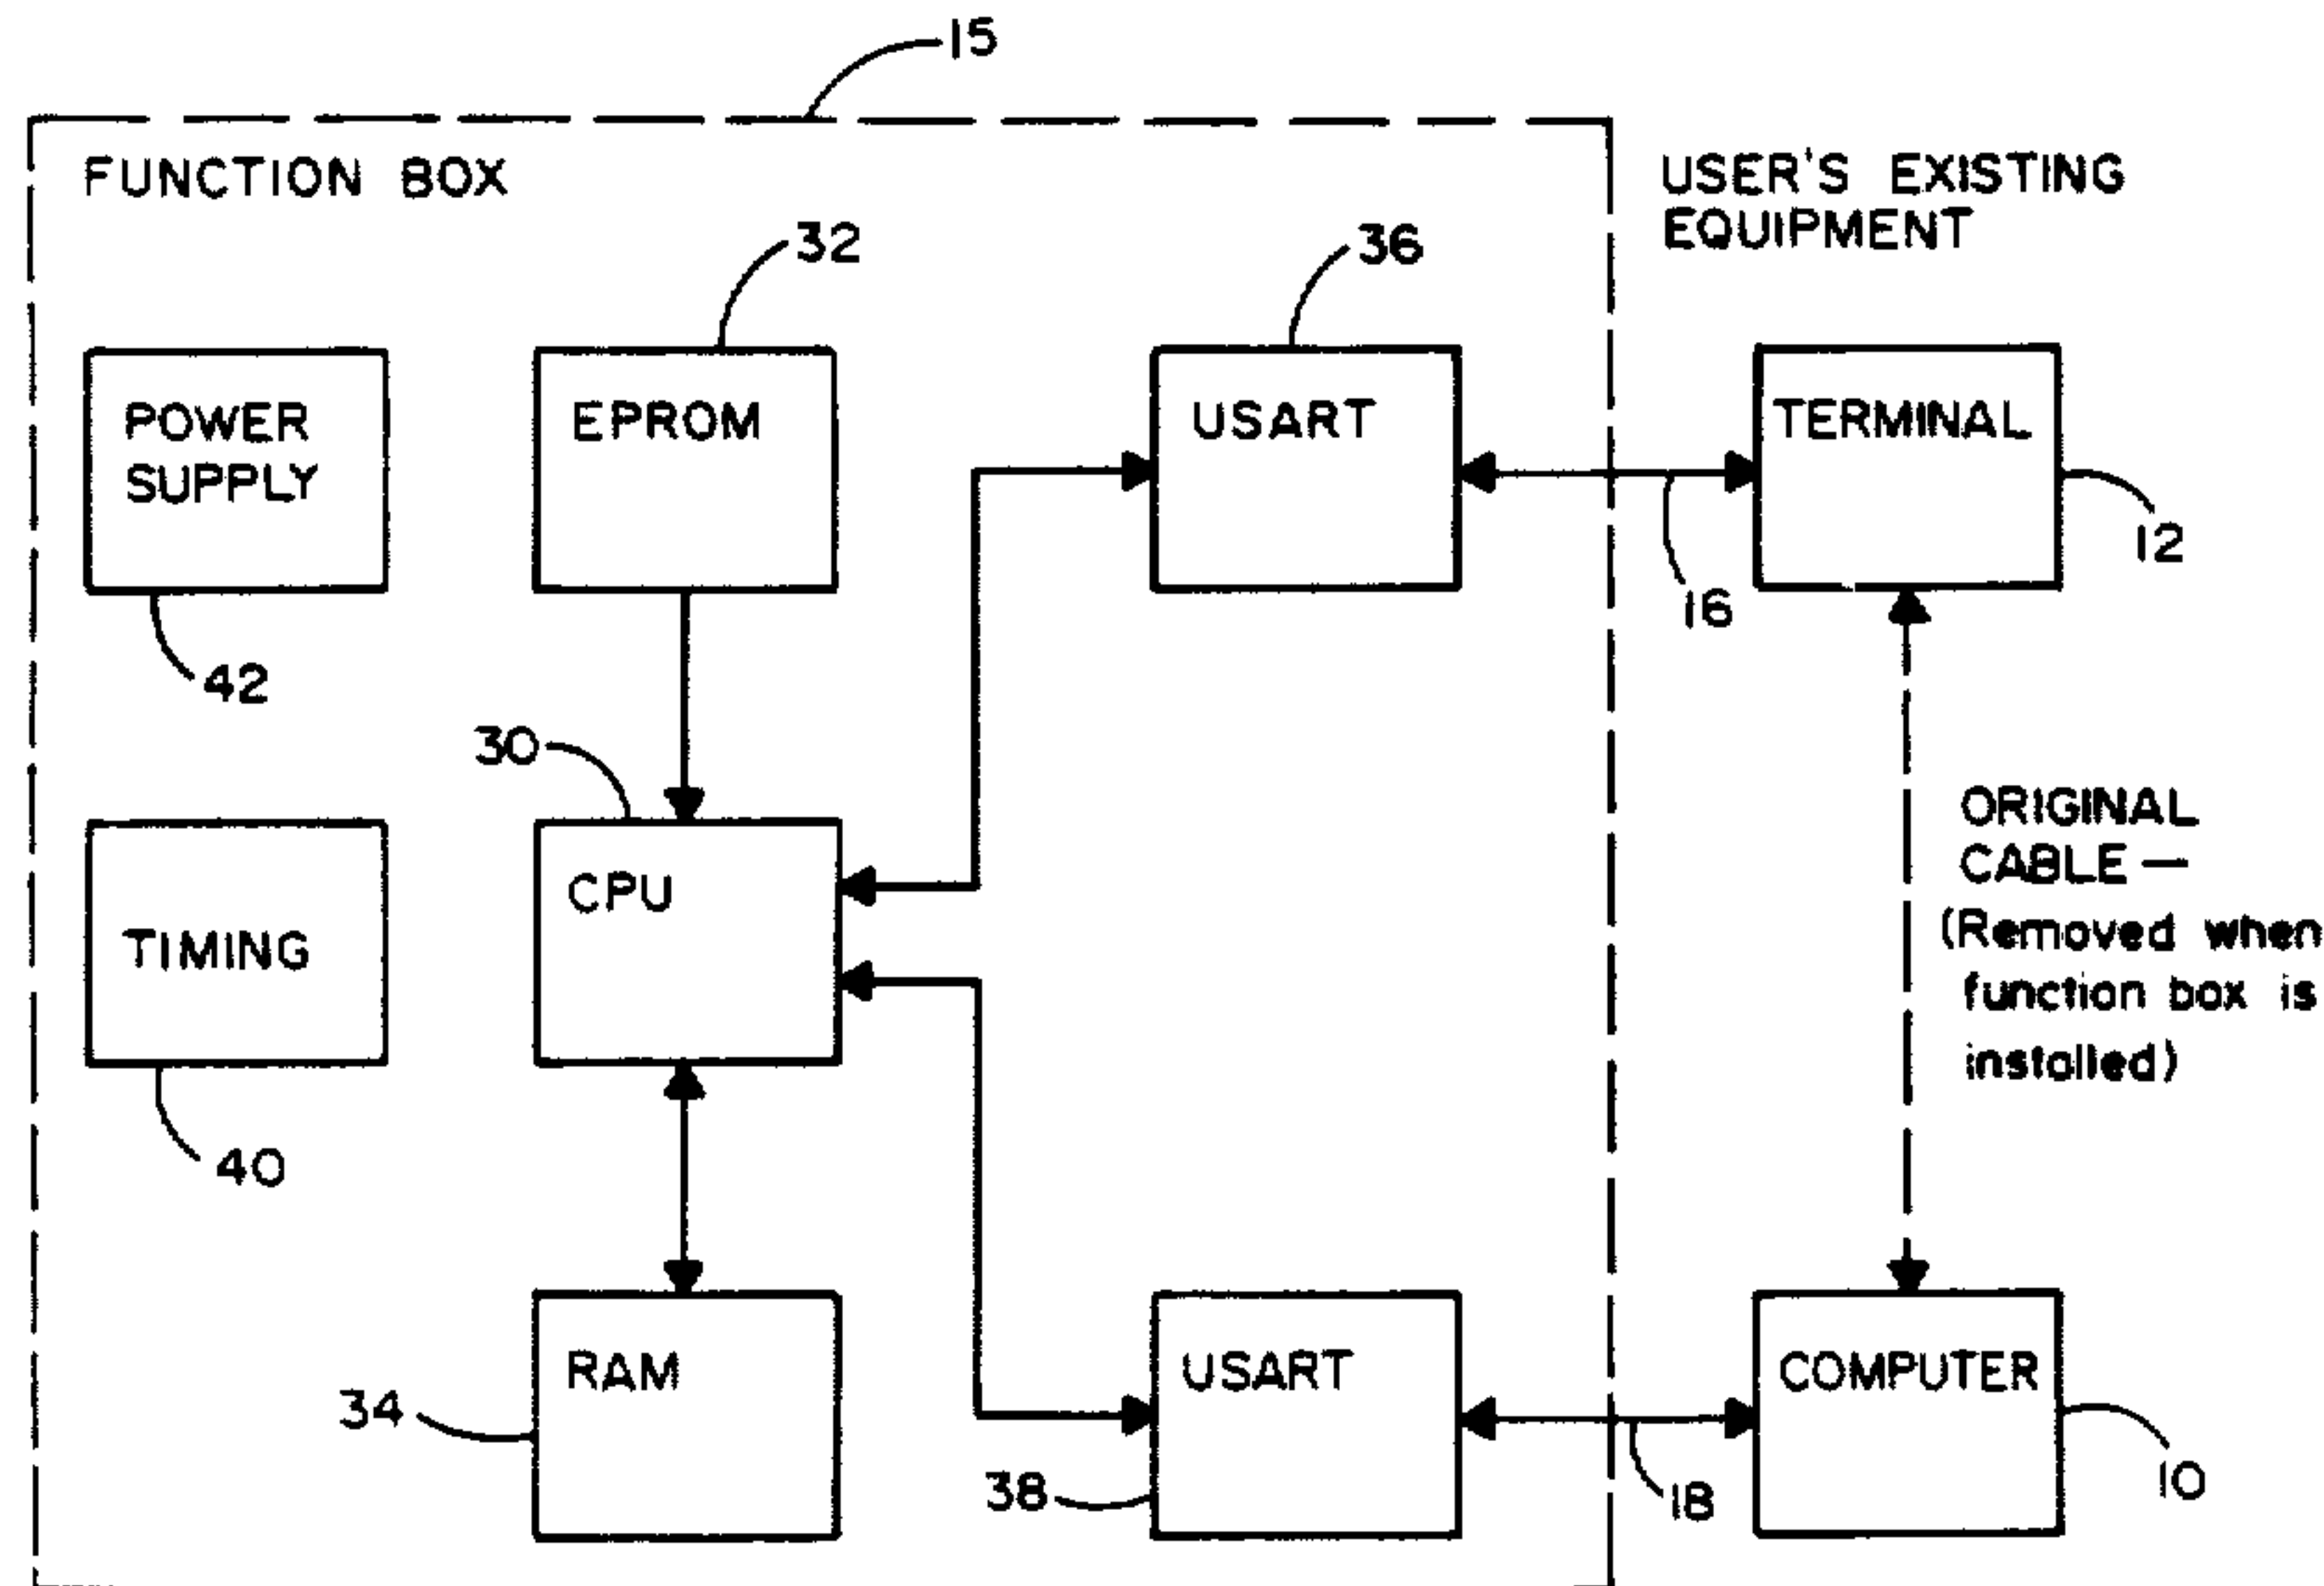 15
FUNCTION BOX
USER'S EXISTING
EQUIPMENT
32
36
POWER
SUPPLY
EPROM
USART
TERMINAL
12
16
42
30
ORIGINAL
CABLE —
(Removed when
function box is
installed)
CPU
TIMING
40
RAM
USART
COMPUTER
34
38
18
10